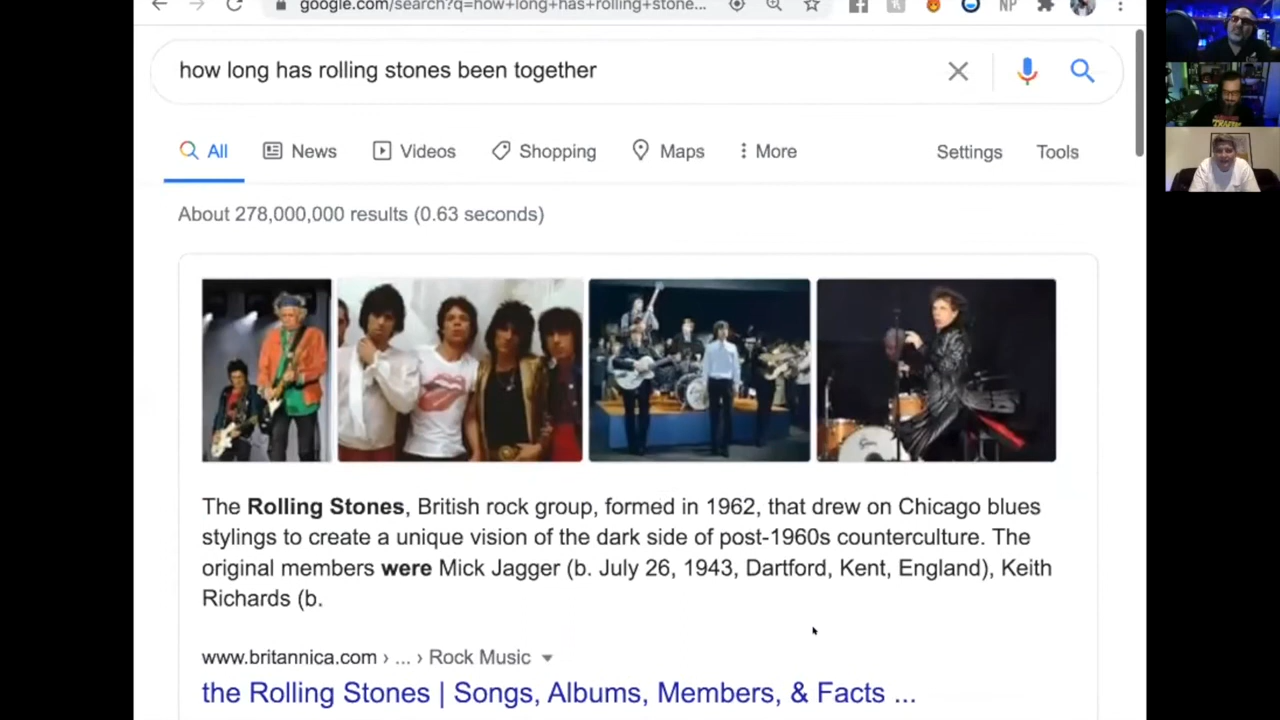 google.com/search?q=how+long+has+rolling+stone...
NP
how long has rolling stones been together
All News Videos Shopping Maps More Settings Tools
About 278,000,000 results (0.63 seconds)
The Rolling Stones, British rock group, formed in 1962, that drew on Chicago blues
stylings to create a unique vision of the dark side of post-1960s counterculture. The
original members were Mick Jagger (b. July 26, 1943, Dartford, Kent, England), Keith
Richards (b.
www.britannica.com › ... › Rock Music
the Rolling Stones | Songs, Albums, Members, & Facts ...